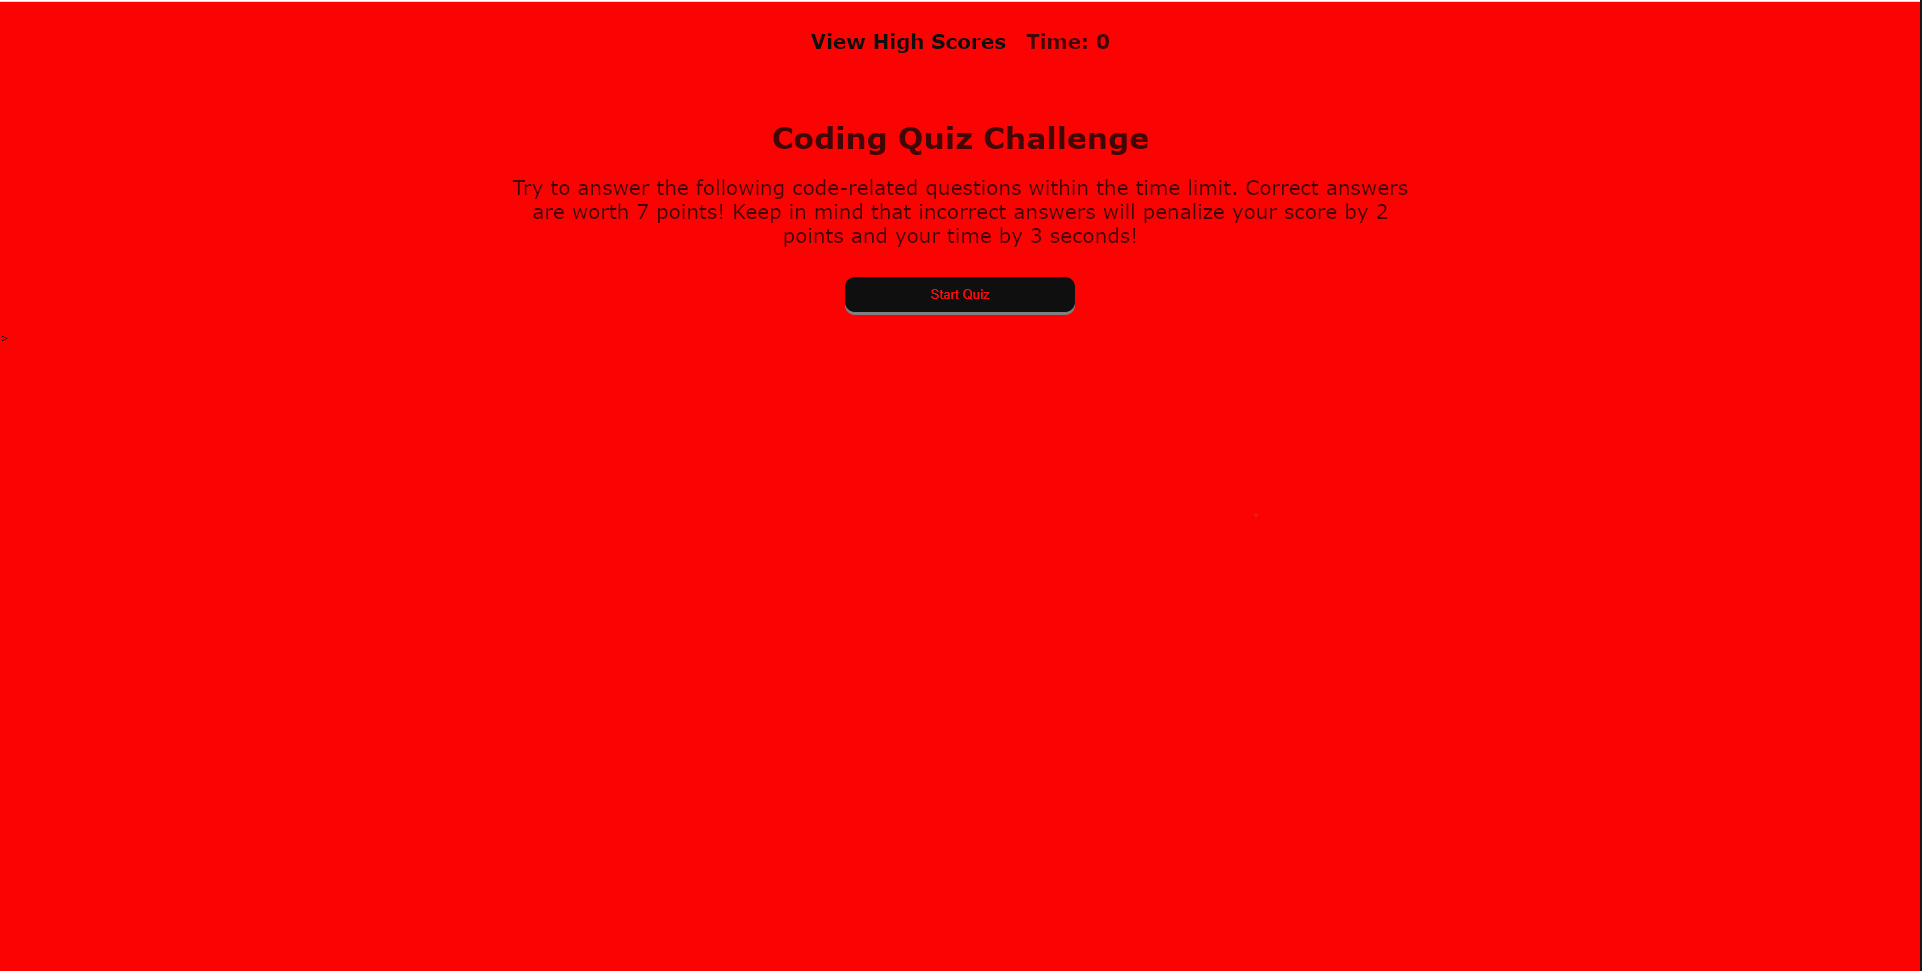 View High Scores Time: 0
Coding Quiz Challenge
Try to answer the following code-related questions within the time limit. Correct answers
are worth 7 points! Keep in mind that incorrect answers will penalize your score by 2
points and your time by 3 seconds!
Start Quiz
>